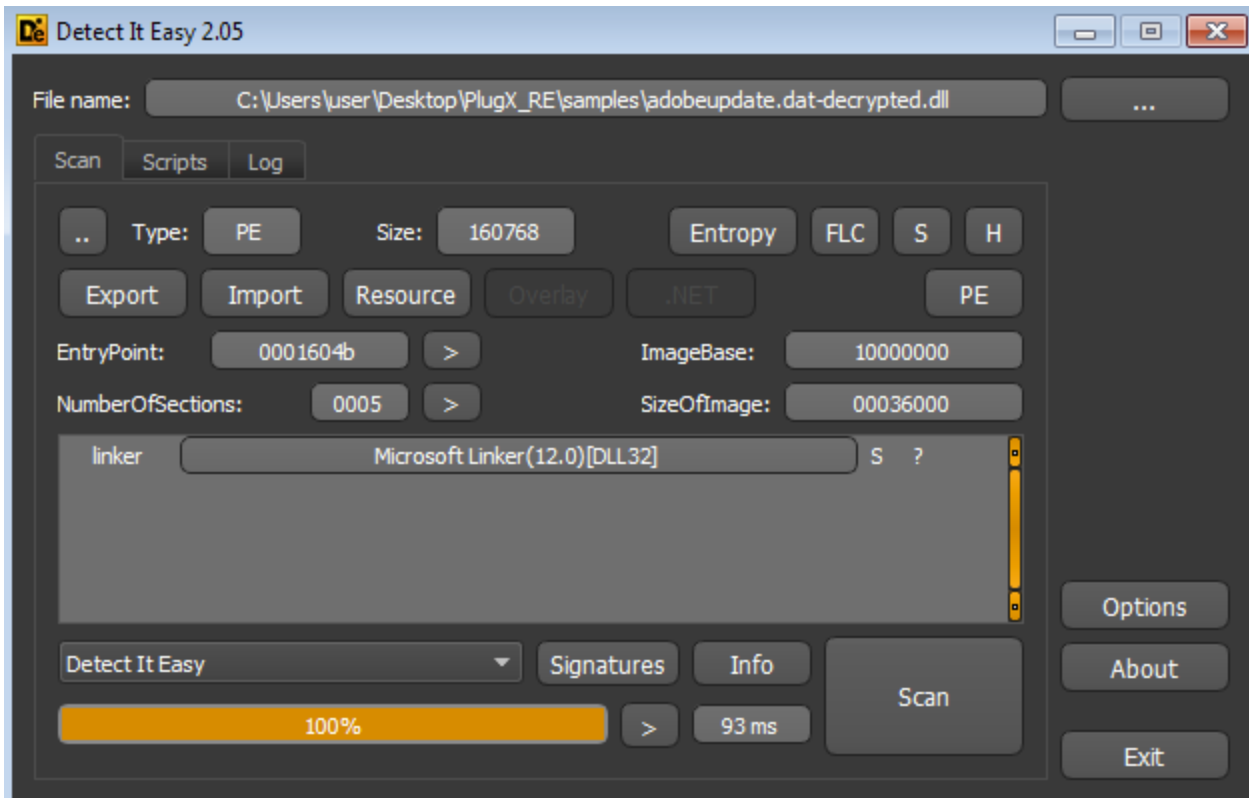 Detect It Easy 2.05
File name: C:\Users\user\Desktop\PlugX_RE\samples\adobeupdate.dat-decrypted.dll ...
Scan Scripts Log
.. Type: PE Size: 160768 Entropy FLC S H
Export Import Resource Overlay .NET PE
EntryPoint: 0001604b > ImageBase: 10000000
NumberOfSections: 0005 > SizeOfImage: 00036000
linker Microsoft Linker(12.0)[DLL32] S ?
Options
Detect It Easy Signatures Info Scan About
100% > 93 ms
Exit